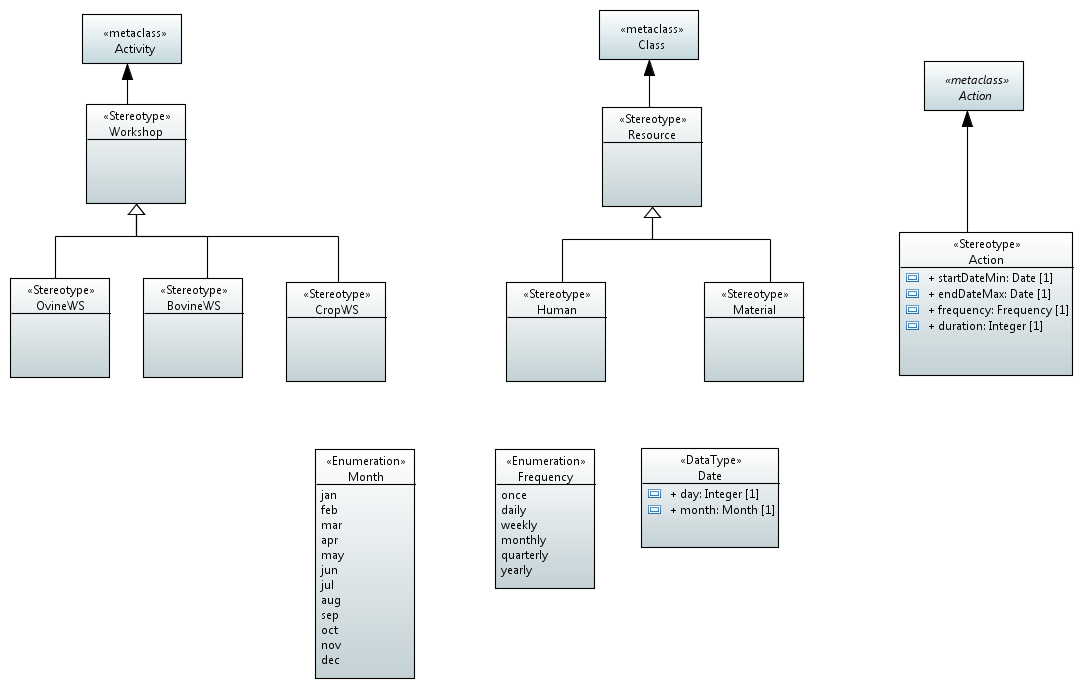 «metaclass»
Activity
«Stereotype»
Workshop
«Stereotype»
OvineWS
«Stereotype»
BovineWS
«Stereotype»
CropWS
«metaclass»
Class
«Stereotype»
Resource
«Stereotype»
Human
«Stereotype»
Material
«metaclass»
Action
«Stereotype»
Action
+ startDateMin: Date [1]
+ endDateMax: Date [1]
+ frequency: Frequency [1]
+ duration: Integer [1]
«Enumeration»
Month
jan
feb
mar
apr
may
jun
jul
aug
sep
oct
nov
dec
«Enumeration»
Frequency
once
daily
weekly
monthly
quarterly
yearly
«DataType»
Date
+ day: Integer [1]
+ month: Month [1]